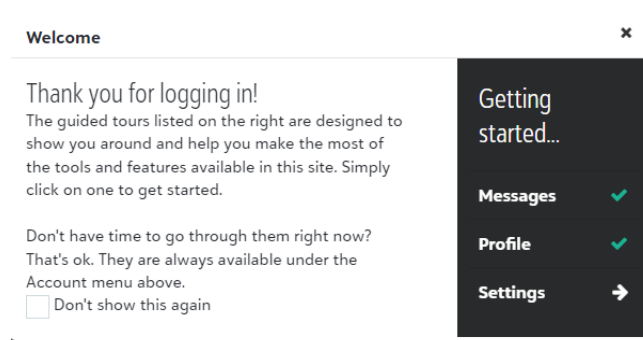 Welcome
Thank you for logging in!
The guided tours listed on the right are designed to
show you around and help you make the most of
the tools and features available in this site. Simply
click on one to get started.
Don't have time to go through them right now?
That's ok. They are always available under the
Account menu above.
Don't show this again
Getting
started...
Messages
Profile
Settings